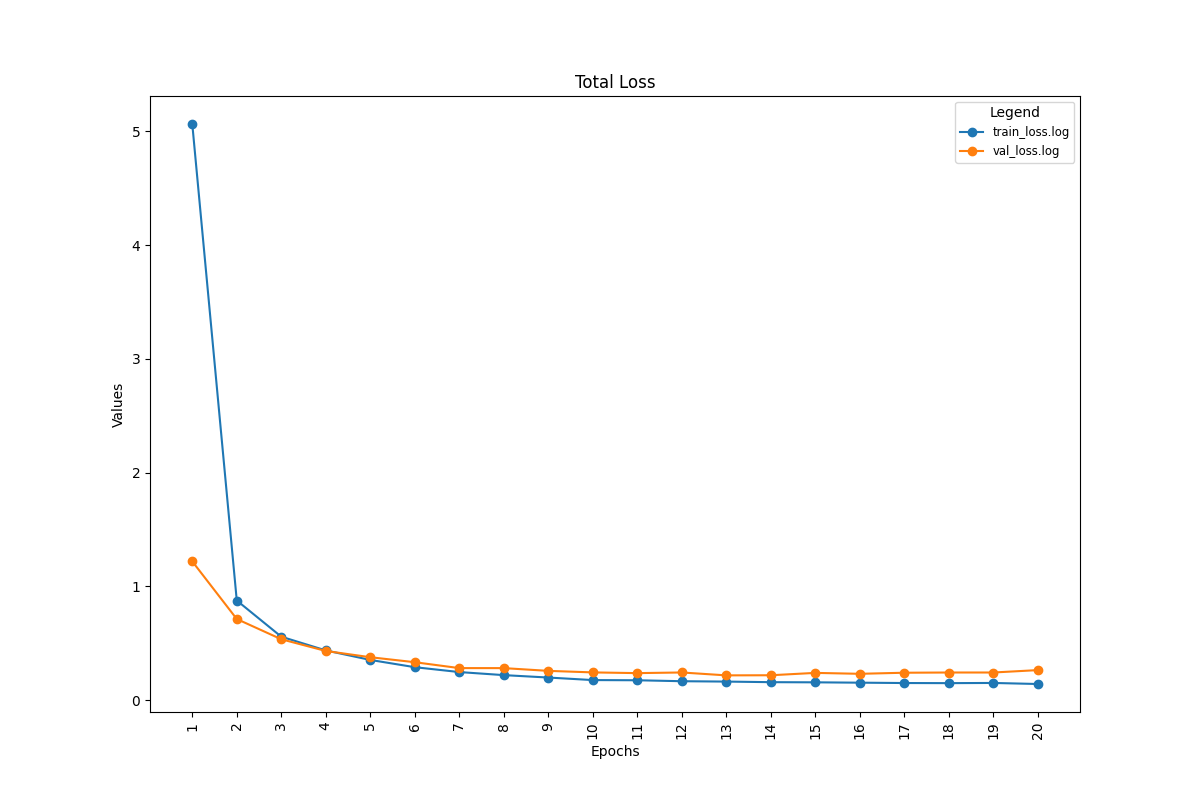 Total Loss
Legend
train_loss.log
val_loss.log
5
4
3
2
1
0
Values
1 2 3 4 5 6 7 8 9 10 11 12 13 14 15 16 17 18 19 20
Epochs